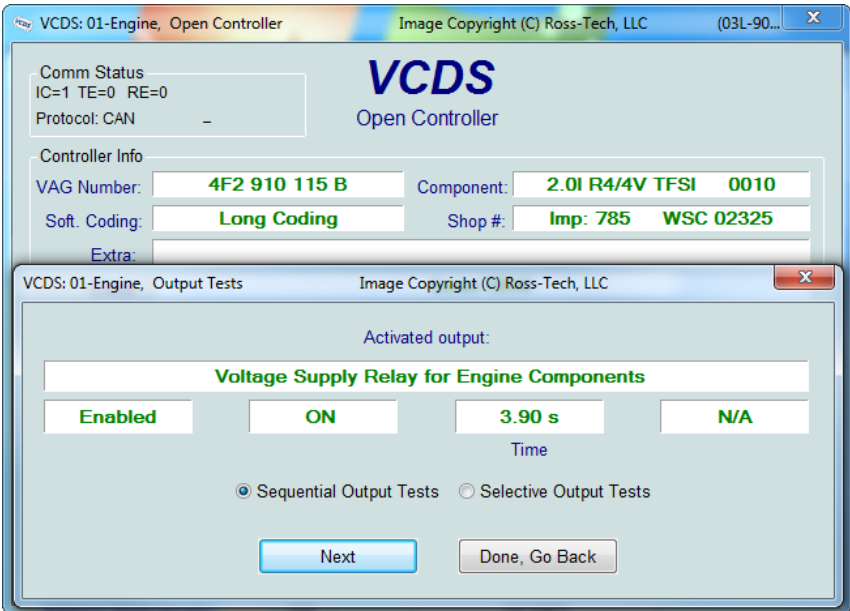 VCDS: 01-Engine, Open Controller Image Copyright (C) Ross-Tech, LLC (03L-90...
Comm Status
IC=1 TE=0 RE=0
Protocol: CAN –
VCDS
Open Controller
Controller Info
VAG Number: 4F2 910 115 B Component: 2.0l R4/4V TFSI 0010
Soft. Coding: Long Coding Shop #: Imp: 785 WSC 02325
Extra:
VCDS: 01-Engine, Output Tests Image Copyright (C) Ross-Tech, LLC
Activated output:
Voltage Supply Relay for Engine Components
Enabled ON 3.90 s N/A
Time
Sequential Output Tests Selective Output Tests
Next Done, Go Back